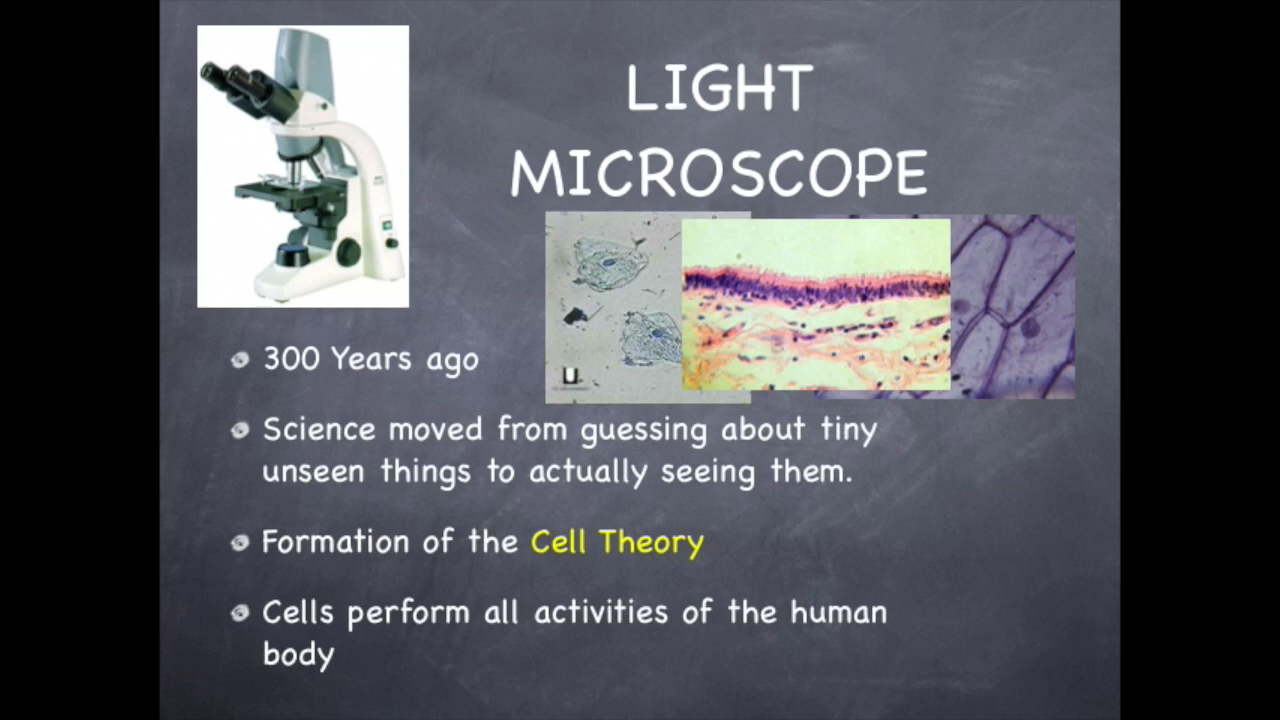 LIGHT
MICROSCOPE
300 Years ago
Science moved from guessing about tiny
unseen things to actually seeing them.
Formation of the Cell Theory
Cells perform all activities of the human
body